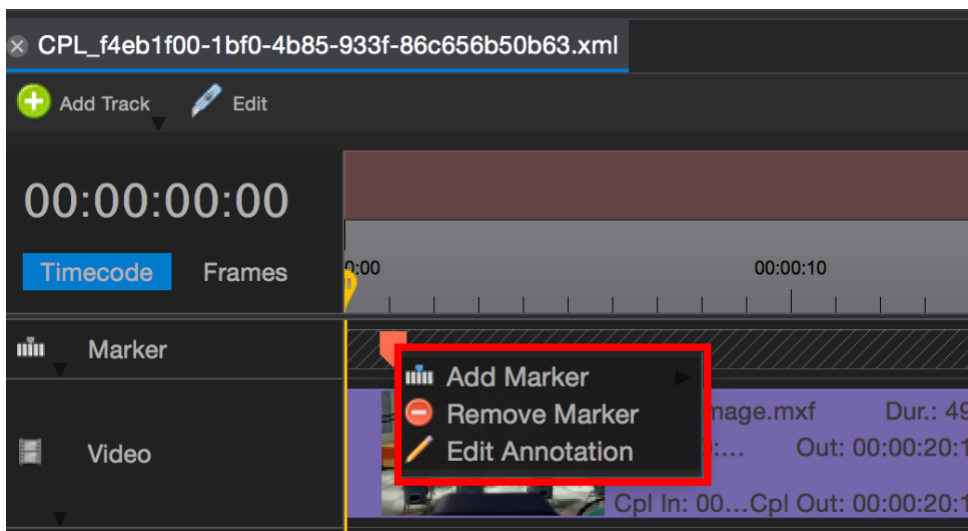 CPL_f4eb1f00-1bf0-4b85-933f-86c656b50b63.xml
Add Track Edit
00:00:00:00
Timecode Frames
0:00 00:00:10
Marker
Add Marker
Remove Marker
Edit Annotation
Video
mage.mxf Dur.: 49
:... Out: 00:00:20:1
Cpl In: 00...Cpl Out: 00:00:20:1